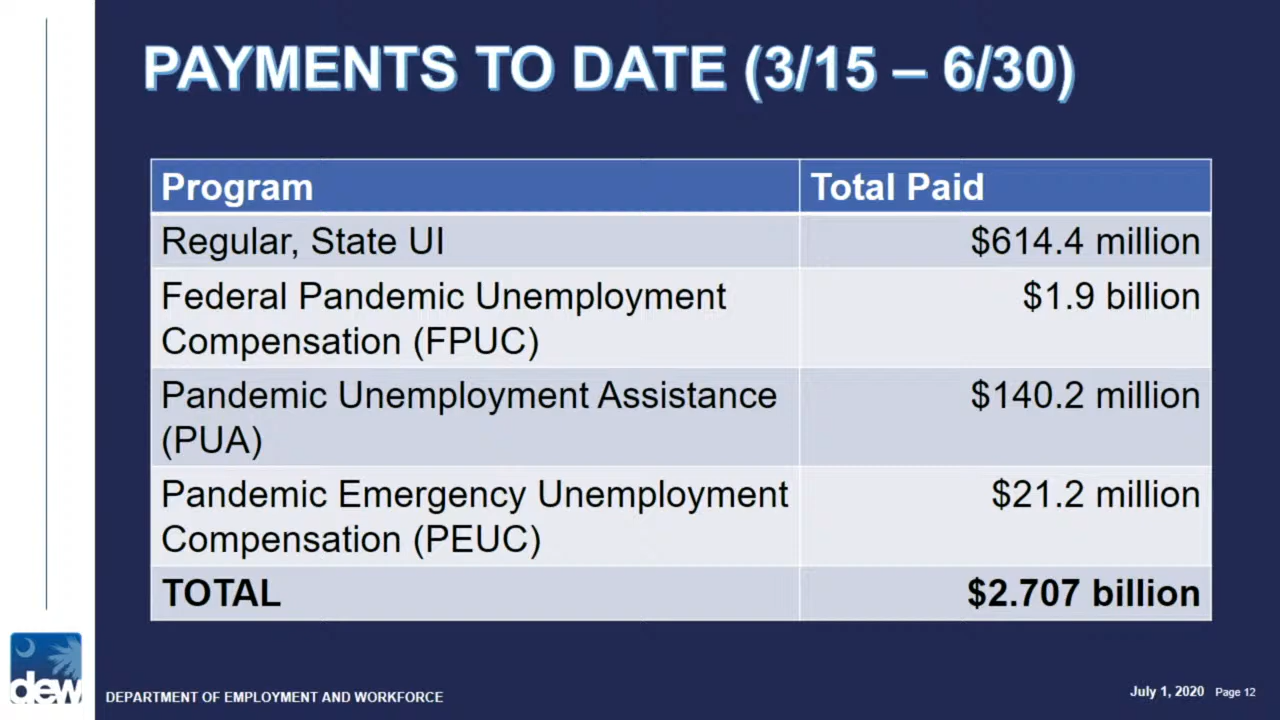 PAYMENTS TO DATE (3/15 – 6/30)
Program
Total Paid
Regular, State UI
$614.4 million
Federal Pandemic Unemployment
Compensation (FPUC)
$1.9 billion
Pandemic Unemployment Assistance
(PUA)
$140.2 million
Pandemic Emergency Unemployment
Compensation (PEUC)
$21.2 million
TOTAL
$2.707 billion
dew
DEPARTMENT OF EMPLOYMENT AND WORKFORCE
July 1, 2020 Page 12